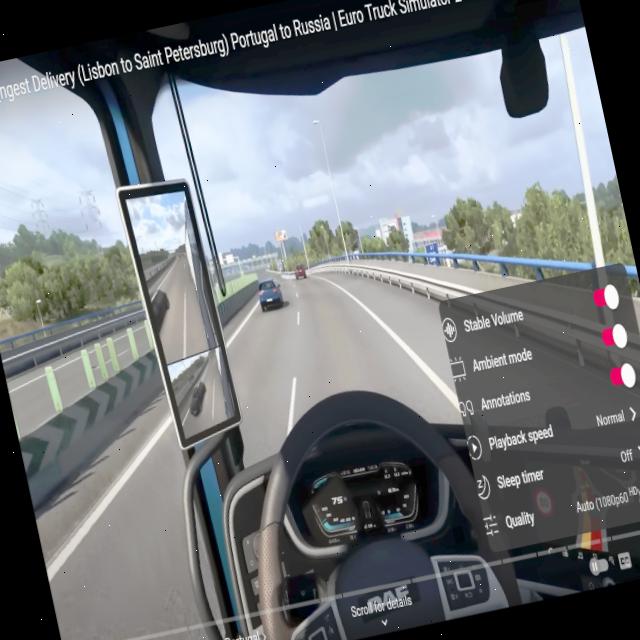 ngest Delivery (Lisbon to Saint Petersburg) Portugal to Russia | Euro Truck Simulator
Stable Volume
Ambient mode
Annotations
Playback speed Normal
Sleep timer Off
Quality Auto (1080p60 HD
75
DAF
Scroll for details